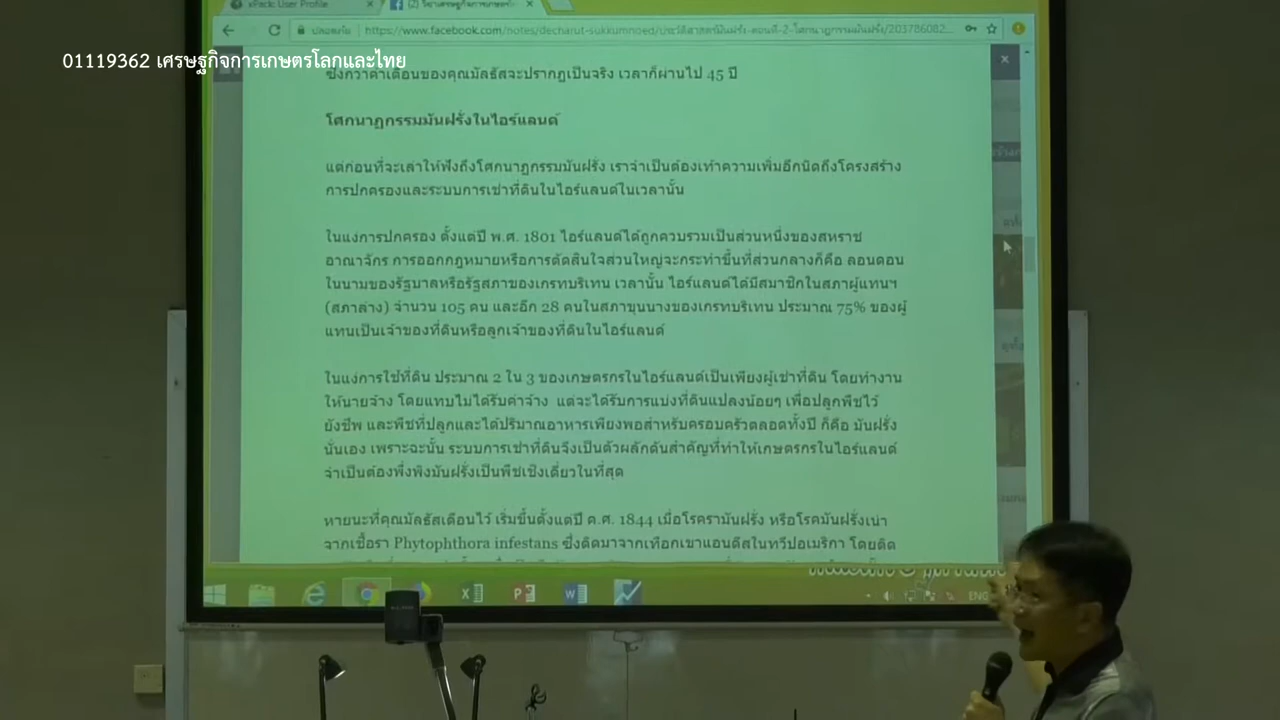 xPack: User Profile
https://www.facebook.com/notes/decharut-sukkumnoed/ประวัติศาสตร์มันฝรั่ง-ตอนที่-2-โศกนาฏกรรมมันฝรั่ง/203786082...
01119362 เศรษฐกิจการเกษตรโลกและไทย
ซึ่งกว่าคำเตือนของคุณมัลธัสจะปรากฏเป็นจริง เวลาก็ผ่านไป 45 ปี
โศกนาฏกรรมมันฝรั่งในไอร์แลนด์
แต่ก่อนที่จะเล่าให้ฟังถึงโศกนาฏกรรมมันฝรั่ง เราจำเป็นต้องเท้าความเพิ่มอีกนิดถึงโครงสร้าง
การปกครองและระบบการเช่าที่ดินในไอร์แลนด์ในเวลานั้น
ในแง่การปกครอง ตั้งแต่ปี พ.ศ. 1801 ไอร์แลนด์ได้ถูกควบรวมเป็นส่วนหนึ่งของสหราช
อาณาจักร การออกกฎหมายหรือการตัดสินใจส่วนใหญ่จะกระทำขึ้นที่ส่วนกลางก็คือ ลอนดอน
ในนามของรัฐบาลหรือรัฐสภาของเกรทบริเทน เวลานั้น ไอร์แลนด์ได้มีสมาชิกในสภาผู้แทนฯ
(สภาล่าง) จำนวน 105 คน และอีก 28 คนในสภาขุนนางของเกรทบริเทน ประมาณ 75% ของผู้
แทนเป็นเจ้าของที่ดินหรือลูกเจ้าของที่ดินในไอร์แลนด์
ในแง่การใช้ที่ดิน ประมาณ 2 ใน 3 ของเกษตรกรในไอร์แลนด์เป็นเพียงผู้เช่าที่ดิน โดยทำงาน
ให้นายจ้าง โดยแทบไม่ได้รับค่าจ้าง แต่จะได้รับการแบ่งที่ดินแปลงน้อยๆ เพื่อปลูกพืชไว้
ยังชีพ และพืชที่ปลูกและได้ปริมาณอาหารเพียงพอสำหรับครอบครัวตลอดทั้งปี ก็คือ มันฝรั่ง
นั่นเอง เพราะฉะนั้น ระบบการเช่าที่ดินจึงเป็นตัวผลักดันสำคัญที่ทำให้เกษตรกรในไอร์แลนด์
จำเป็นต้องพึ่งพิงมันฝรั่งเป็นพืชเชิงเดี่ยวในที่สุด
หายนะที่คุณมัลธัสเตือนไว้ เริ่มขึ้นตั้งแต่ปี ค.ศ. 1844 เมื่อโรครามันฝรั่ง หรือโรคมันฝรั่งเน่า
จากเชื้อรา Phytophthora infestans ซึ่งติดมาจากเทือกเขาแอนดีสในทวีปอเมริกา โดยติด
ENG